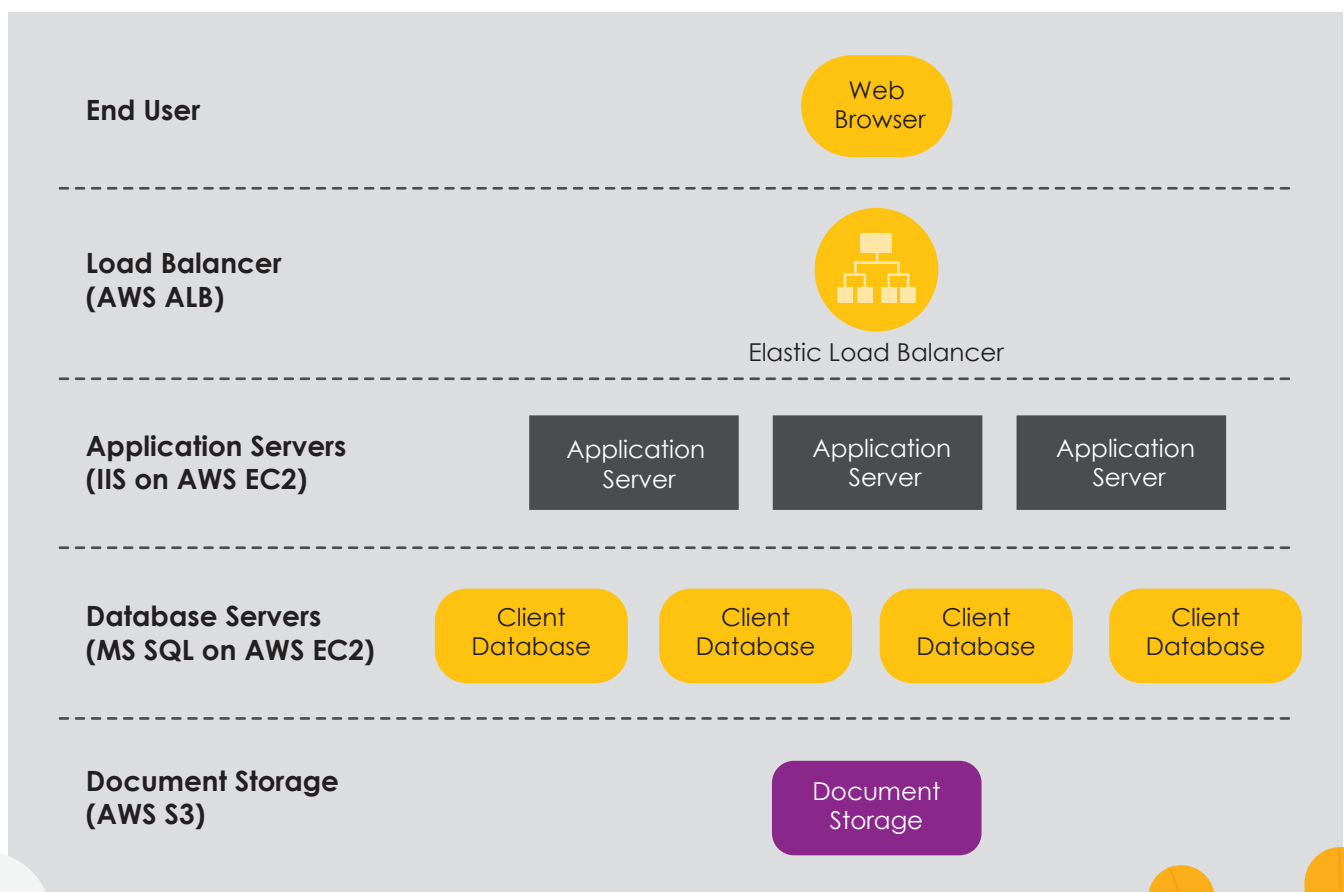 End User
Web
Browser
Load Balancer
(AWS ALB)
Elastic Load Balancer
Application Servers
(IIS on AWS EC2)
Application
Server
Application
Server
Application
Server
Database Servers
(MS SQL on AWS EC2)
Client
Database
Client
Database
Client
Database
Client
Database
Document Storage
(AWS S3)
Document
Storage